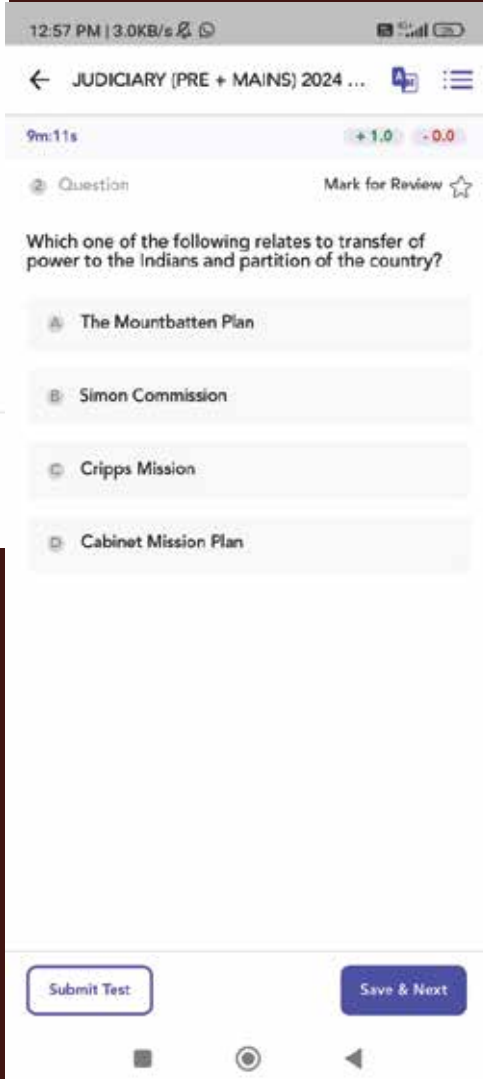 12:57 PM | 3.0KB/s
← JUDICIARY (PRE + MAINS) 2024 ...
9m:11s + 1.0 - 0.0
2 Question Mark for Review
Which one of the following relates to transfer of
power to the Indians and partition of the country?
A The Mountbatten Plan
B Simon Commission
C Cripps Mission
D Cabinet Mission Plan
Submit Test Save & Next